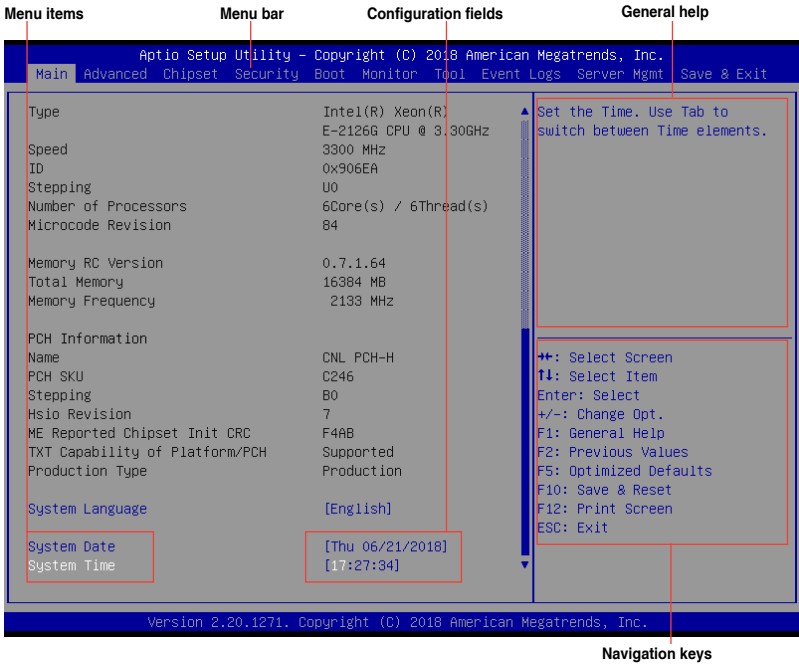 Menu items Menu bar Configuration fields General help
Aptio Setup Utility – Copyright (C) 2018 American Megatrends, Inc.
Main Advanced Chipset Security Boot Monitor Tool Event Logs Server Mgmt Save & Exit
Type Intel(R) Xeon(R)
E-2126G CPU @ 3.30GHz
Speed 3300 MHz
ID 0x906EA
Stepping U0
Number of Processors 6Core(s) / 6Thread(s)
Microcode Revision 84
Memory RC Version 0.7.1.64
Total Memory 16384 MB
Memory Frequency 2133 MHz
PCH Information
Name CNL PCH-H
PCH SKU C246
Stepping B0
Hsio Revision 7
ME Reported Chipset Init CRC F4AB
TXT Capability of Platform/PCH Supported
Production Type Production
System Language [English]
System Date [Thu 06/21/2018]
System Time [17:27:34]
Set the Time. Use Tab to
switch between Time elements.
→←: Select Screen
↑↓: Select Item
Enter: Select
+/-: Change Opt.
F1: General Help
F2: Previous Values
F5: Optimized Defaults
F10: Save & Reset
F12: Print Screen
ESC: Exit
Version 2.20.1271. Copyright (C) 2018 American Megatrends, Inc.
Navigation keys